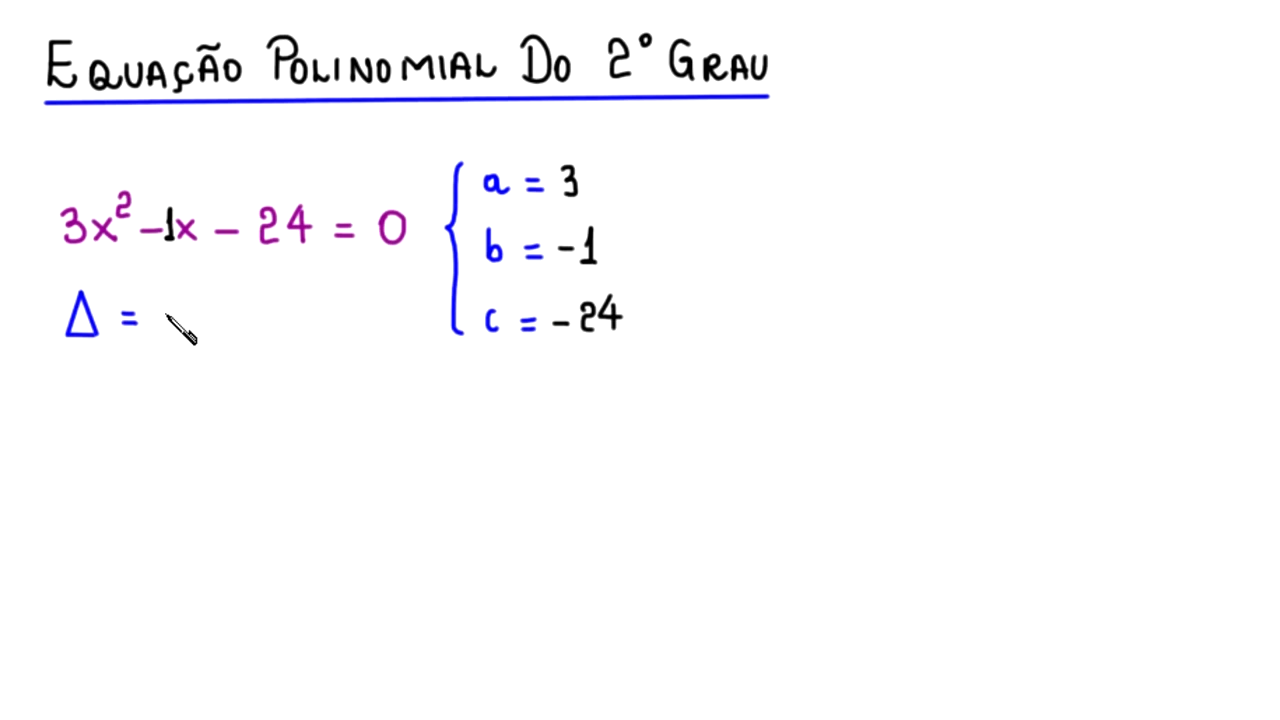 EQUAÇÃO POLINOMIAL DO 2° GRAU
3x² -1x - 24 = 0
a = 3
b = -1
c = -24
Δ =